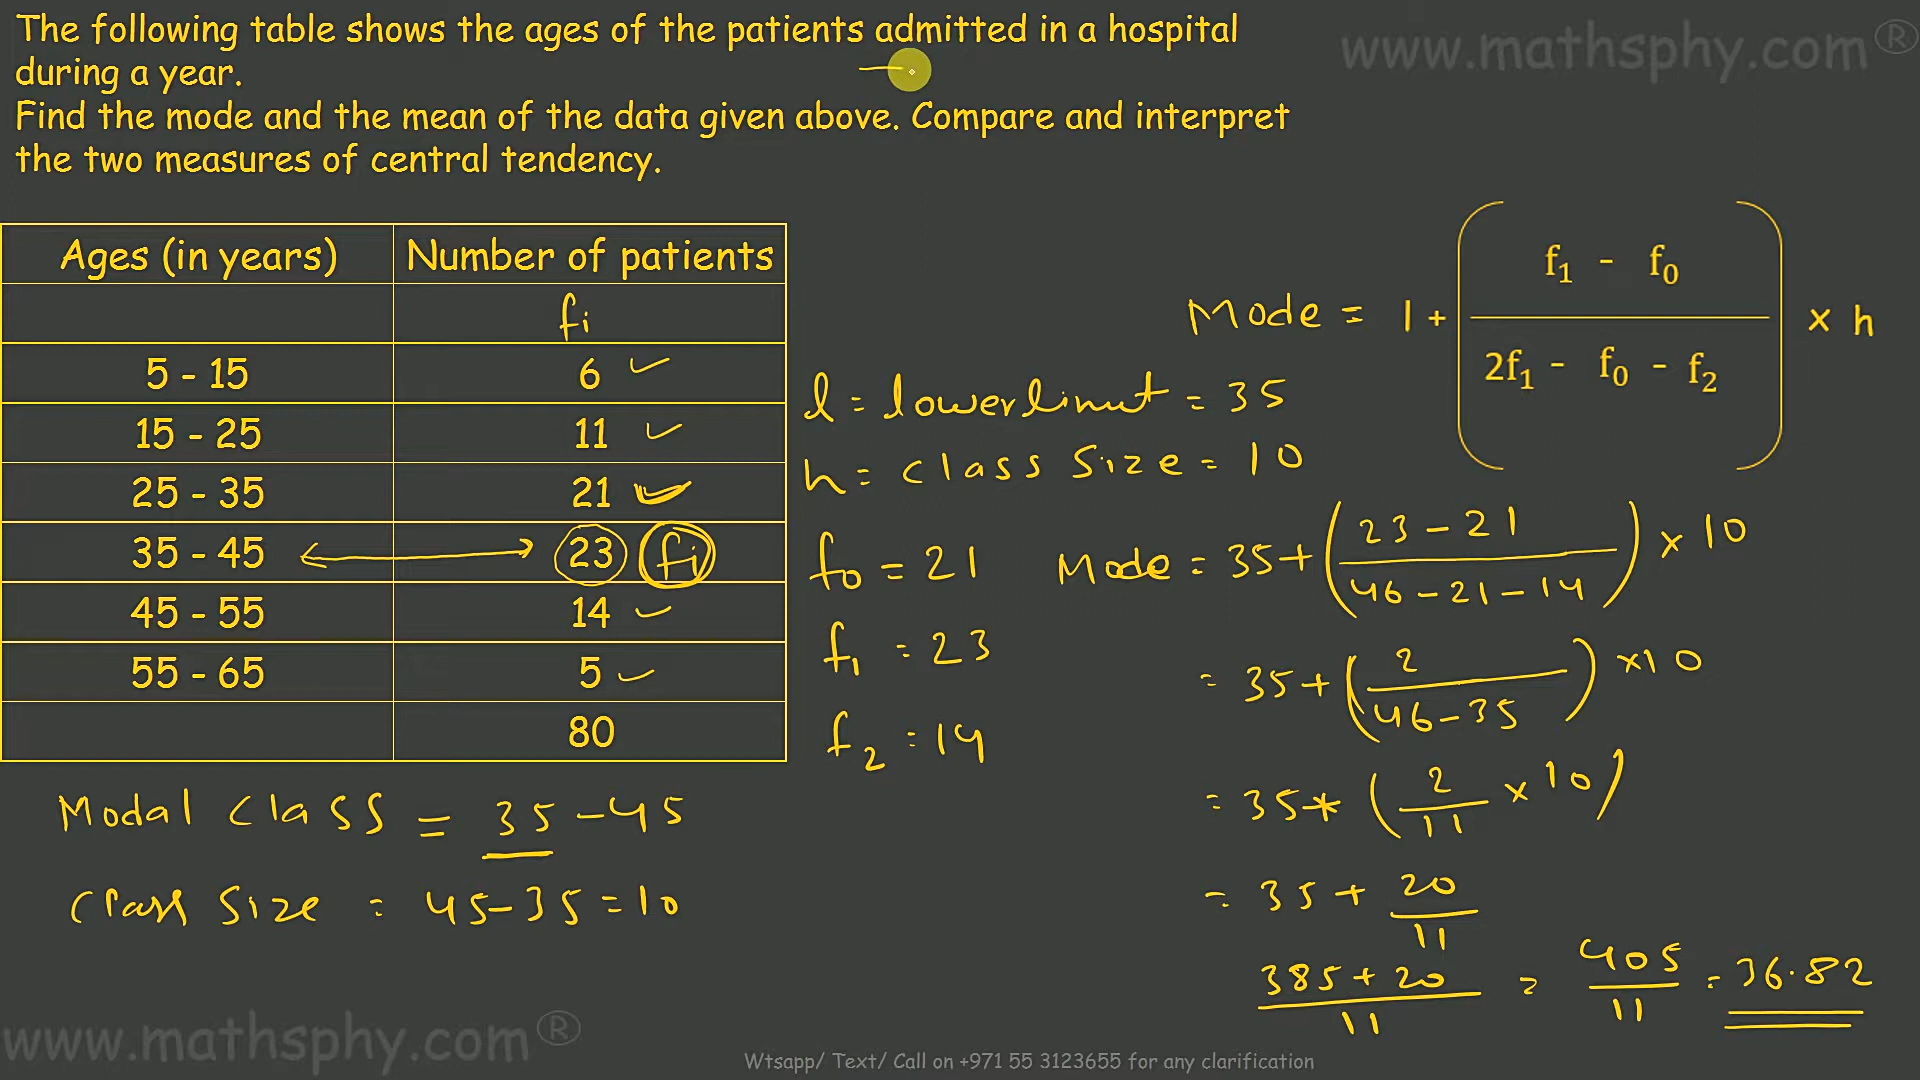 The following table shows the ages of the patients admitted in a hospital
during a year.
Find the mode and the mean of the data given above. Compare and interpret
the two measures of central tendency.
www.mathsphy.com®
Ages (in years) Number of patients
fi
5 - 15 6 ✓
15 - 25 11 ✓
25 - 35 21 ✓
35 - 45 ↔ 23 fi
45 - 55 14 ✓
55 - 65 5 ✓
80
Modal Class = 35 - 45
Class Size = 45 - 35 = 10
Mode = l + ( f₁ - f₀ / 2f₁ - f₀ - f₂ ) × h
l = lower limit = 35
h = class Size = 10
f₀ = 21
f₁ = 23
f₂ = 14
Mode = 35 + ( 23 - 21 / 46 - 21 - 14 ) × 10
= 35 + ( 2 / 46 - 35 ) × 10
= 35 + ( 2 / 11 × 10 )
= 35 + 20 / 11
385 + 20 / 11 = 405 / 11 = 36.82
www.mathsphy.com®
Wtsapp/ Text/ Call on +971 55 3123655 for any clarification